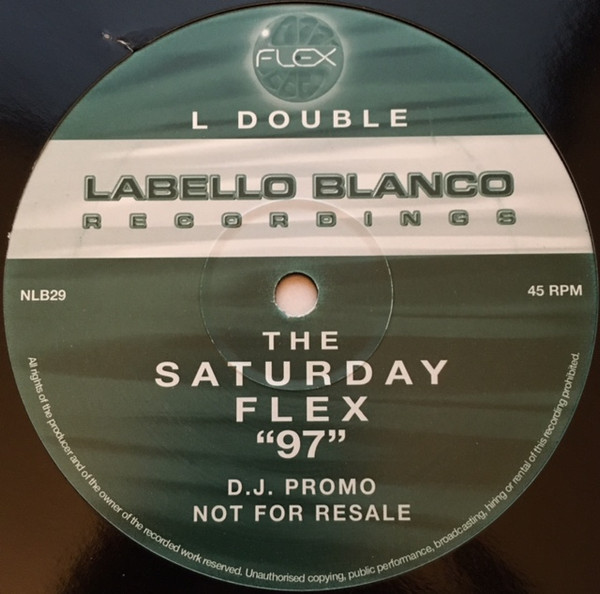 FLEX
L DOUBLE
LABELLO BLANCO
RECORDINGS
NLB29
45 RPM
THE
SATURDAY
FLEX
“97”
D.J. PROMO
NOT FOR RESALE
All rights of the producer and of the owner of the recorded work reserved. Unauthorised copying, public performance, broadcasting, hiring or rental of this recording prohibited.